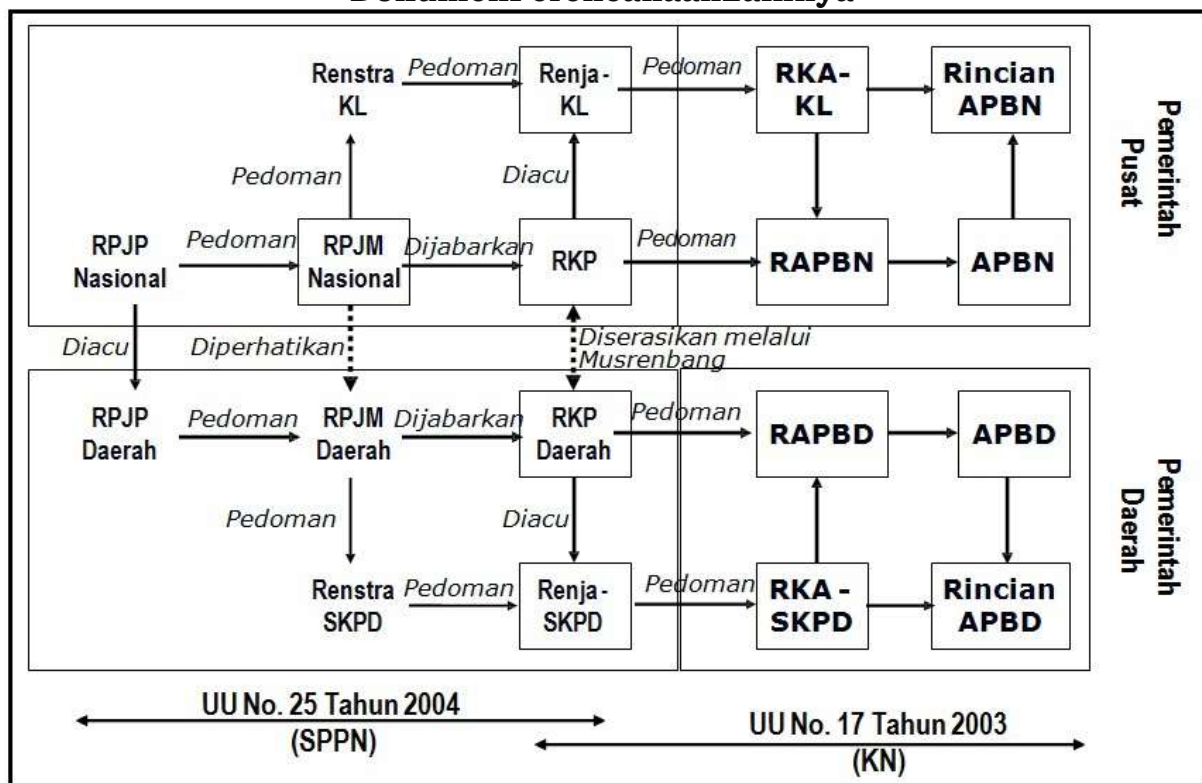 Dokumen Perencanaan Lainnya
Renstra
KL
Pedoman
Renja-
KL
Pedoman
RKA-
KL
Rincian
APBN
Pemerintah
Pusat
Pedoman
Diacu
RPJP
Nasional
Pedoman
RPJM
Nasional
Dijabarkan
RKP
Pedoman
RAPBN
APBN
Diacu
Diperhatikan
Diserasikan melalui
Musrenbang
RPJP
Daerah
Pedoman
RPJM
Daerah
Dijabarkan
RKP
Daerah
Pedoman
RAPBD
APBD
Pemerintah
Daerah
Pedoman
Diacu
Renstra
SKPD
Pedoman
Renja-
SKPD
Pedoman
RKA -
SKPD
Rincian
APBD
UU No. 25 Tahun 2004
(SPPN)
UU No. 17 Tahun 2003
(KN)